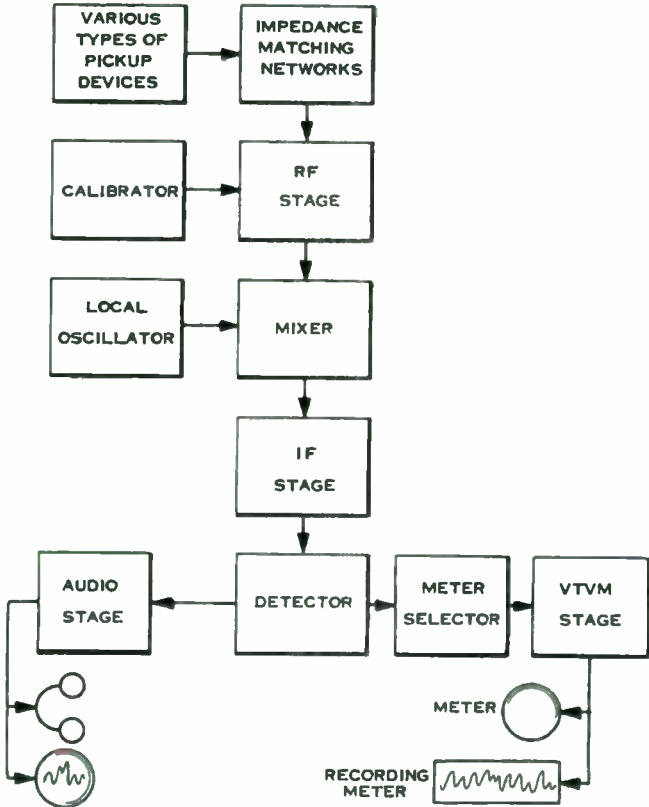 VARIOUS
TYPES OF
PICKUP
DEVICES
IMPEDANCE
MATCHING
NETWORKS
CALIBRATOR
RF
STAGE
LOCAL
OSCILLATOR
MIXER
IF
STAGE
AUDIO
STAGE
DETECTOR
METER
SELECTOR
VTVM
STAGE
METER
RECORDING
METER